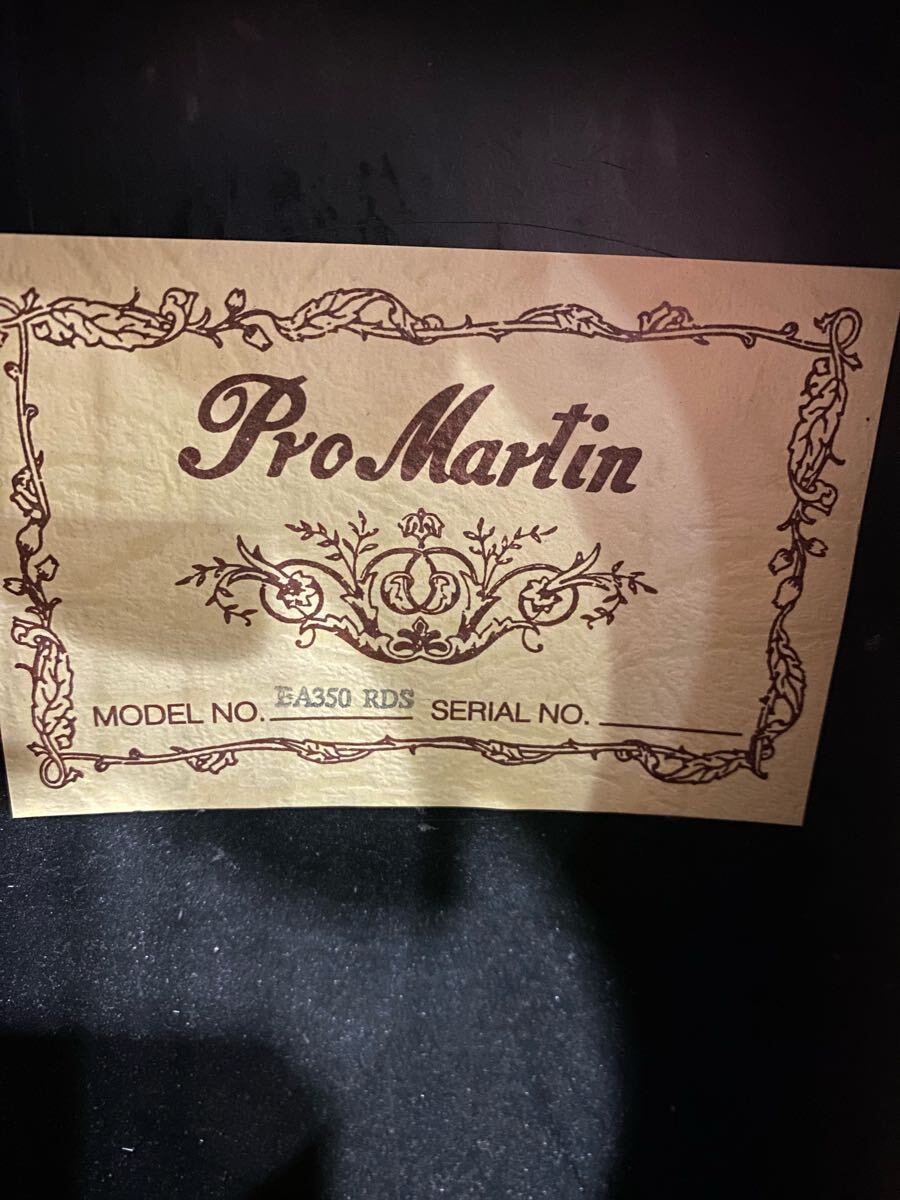 Pro Martin
MODEL NO. EA350 RDS SERIAL NO.